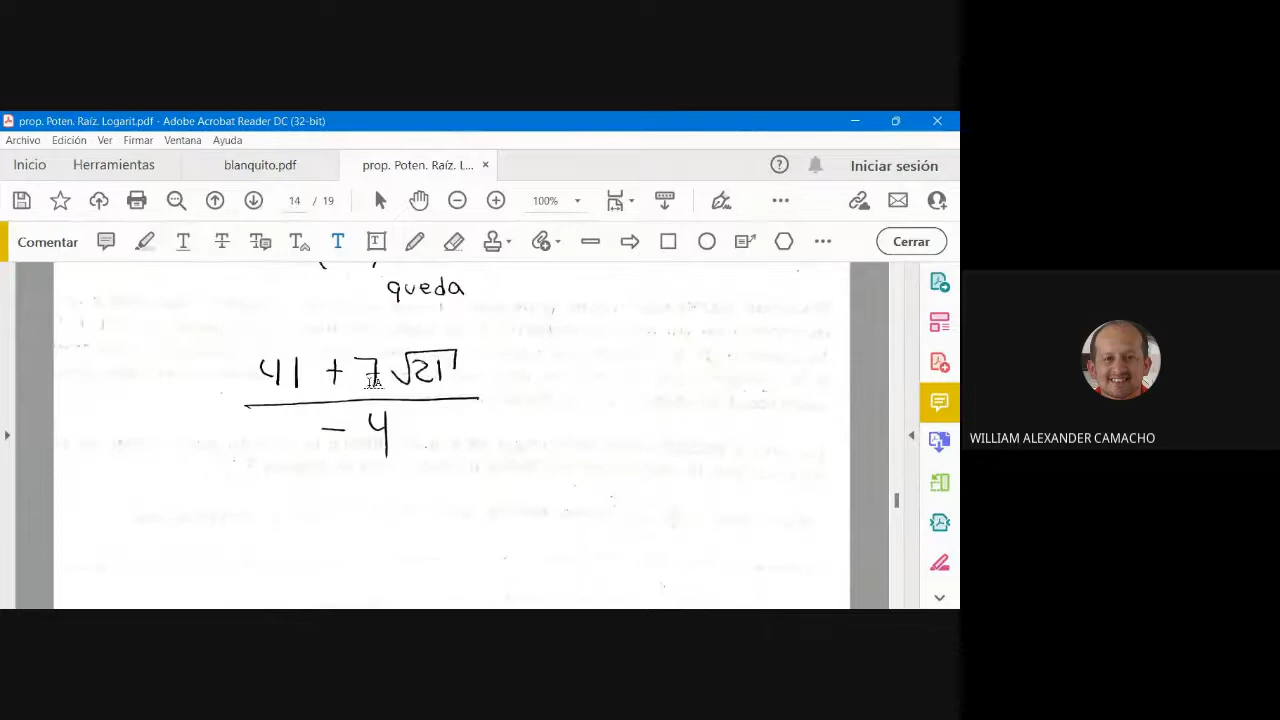 prop. Poten. Raíz. Logarit.pdf - Adobe Acrobat Reader DC (32-bit)
Archivo Edición Ver Firmar Ventana Ayuda
Inicio Herramientas blanquito.pdf prop. Poten. Raíz. L... × Iniciar sesión
14 / 19 100%
Comentar Cerrar
queda
41 + 7√21
- 4
WILLIAM ALEXANDER CAMACHO